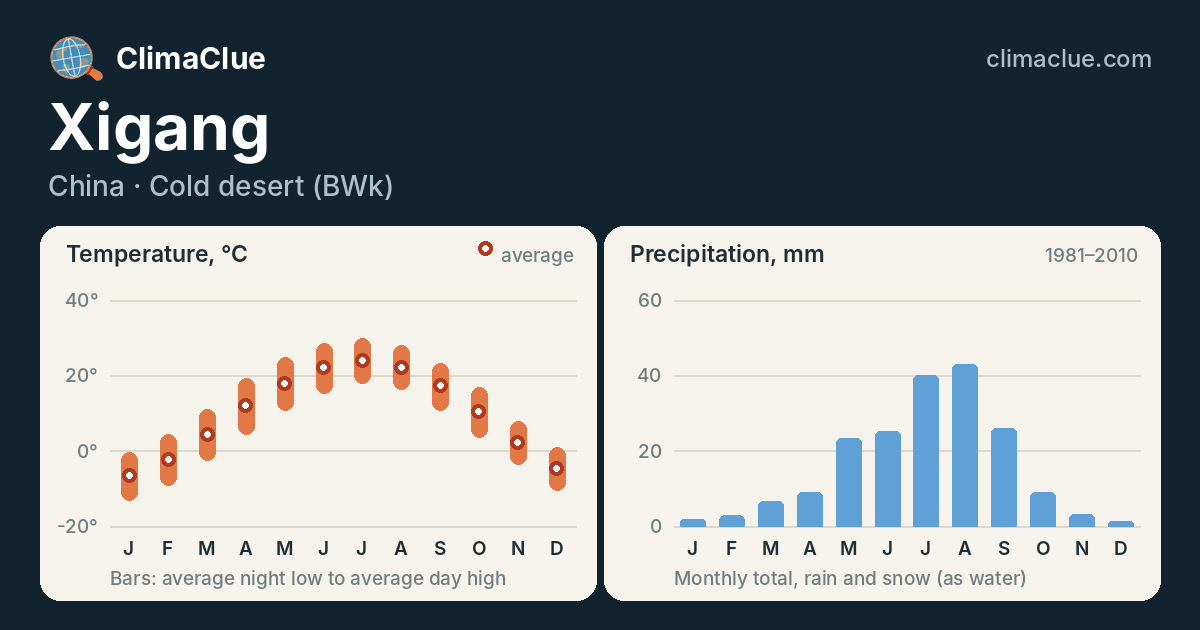 ClimaClue
climaclue.com
Xigang
China · Cold desert (BWk)
Temperature, °C
average
40°
20°
0°
-20°
J F M A M J J A S O N D
Bars: average night low to average day high
Precipitation, mm
1981–2010
60
40
20
0
J F M A M J J A S O N D
Monthly total, rain and snow (as water)